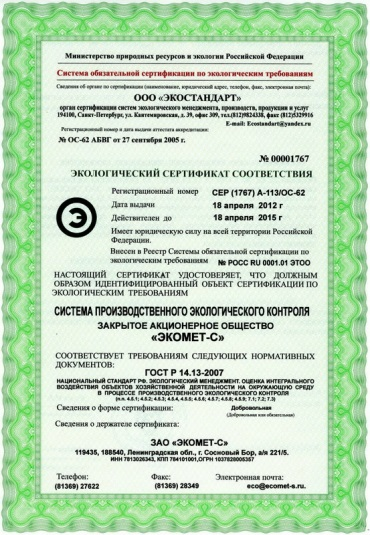 Министерство природных ресурсов и экологии Российской Федерации
Система обязательной сертификации по экологическим требованиям
Сведения об органе по сертификации (наименование, юридический адрес, телефон, факс, электронная почта):
ООО «ЭКОСТАНДАРТ»
орган сертификации систем экологического менеджмента, производств, продукции и услуг
194100, Санкт-Петербург, ул. Кантемировская, д. 39, офис 309, тел.(812)9824338, факс (812)5329916
E-mail: Ecostandart@yandex.ru
Регистрационный номер и дата выдачи аттестата аккредитации:
№ ОС-62 АБВГ от 27 сентября 2005 г.
№ 00001767
ЭКОЛОГИЧЕСКИЙ СЕРТИФИКАТ СООТВЕТСТВИЯ
Регистрационный номер СЕР (1767) А-113/ОС-62
Дата выдачи 18 апреля 2012 г
Действителен до 18 апреля 2015 г
Э
Имеет юридическую силу на всей территории Российской
Федерации.
Внесен в Реестр Системы обязательной сертификации по
экологическим требованиям № РОСС RU 0001.01 ЭТОО
НАСТОЯЩИЙ СЕРТИФИКАТ УДОСТОВЕРЯЕТ, ЧТО ДОЛЖНЫМ
ОБРАЗОМ ИДЕНТИФИЦИРОВАННЫЙ ОБЪЕКТ СЕРТИФИКАЦИИ ПО
ЭКОЛОГИЧЕСКИМ ТРЕБОВАНИЯМ
СИСТЕМА ПРОИЗВОДСТВЕННОГО ЭКОЛОГИЧЕСКОГО КОНТРОЛЯ
ЗАКРЫТОЕ АКЦИОНЕРНОЕ ОБЩЕСТВО
«ЭКОМЕТ-С»
СООТВЕТСТВУЕТ ТРЕБОВАНИЯМ СЛЕДУЮЩИХ НОРМАТИВНЫХ
ДОКУМЕНТОВ:
ГОСТ Р 14.13-2007
НАЦИОНАЛЬНЫЙ СТАНДАРТ РФ. ЭКОЛОГИЧЕСКИЙ МЕНЕДЖМЕНТ. ОЦЕНКА ИНТЕГРАЛЬНОГО
ВОЗДЕЙСТВИЯ ОБЪЕКТОВ ХОЗЯЙСТВЕННОЙ ДЕЯТЕЛЬНОСТИ НА ОКРУЖАЮЩУЮ СРЕДУ
В ПРОЦЕССЕ ПРОИЗВОДСТВЕННОГО ЭКОЛОГИЧЕСКОГО КОНТРОЛЯ
(п.п. 4.5.1; 4.5.2; 4.5.3; 4.5.4; 4.5.5; 4.5.6; 4.5.7; 4.5.8; 4.5.9; 7.1; 7.2; 7.3)
Сведения о форме сертификации: Добровольная
(Добровольная или обязательная)
Сведения о держателе сертификата:
ЗАО «ЭКОМЕТ-С»
119435, 188540, Ленинградская обл., г. Сосновый Бор, а/я 221/5.
ИНН 7813026343, КПП 784101001,ОГРН 1037828005357
Телефон: Факс: Электронная почта:
(81369) 27622 (81369) 28349 eco@ecomet-s.ru.